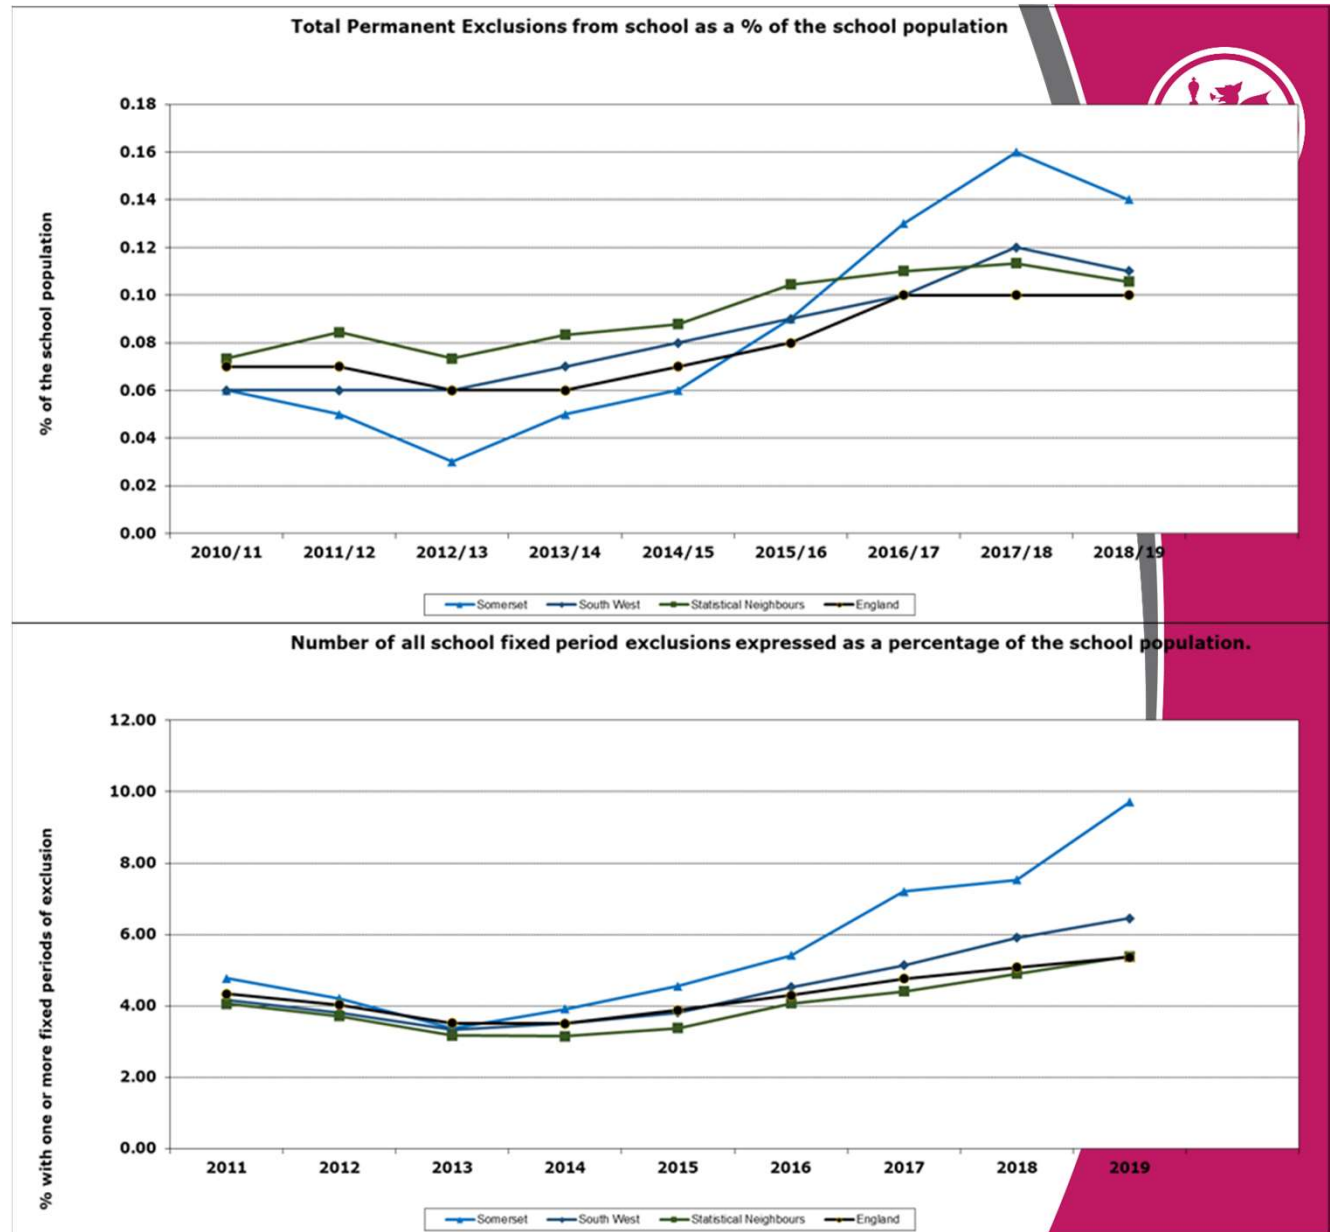 Total Permanent Exclusions from school as a % of the school population
% of the school population
0.18
0.16
0.14
0.12
0.10
0.08
0.06
0.04
0.02
0.00
2010/11 2011/12 2012/13 2013/14 2014/15 2015/16 2016/17 2017/18 2018/19
Somerset South West Statistical Neighbours England
Number of all school fixed period exclusions expressed as a percentage of the school population.
% with one or more fixed periods of exclusion
12.00
10.00
8.00
6.00
4.00
2.00
0.00
2011 2012 2013 2014 2015 2016 2017 2018 2019
Somerset South West Statistical Neighbours England